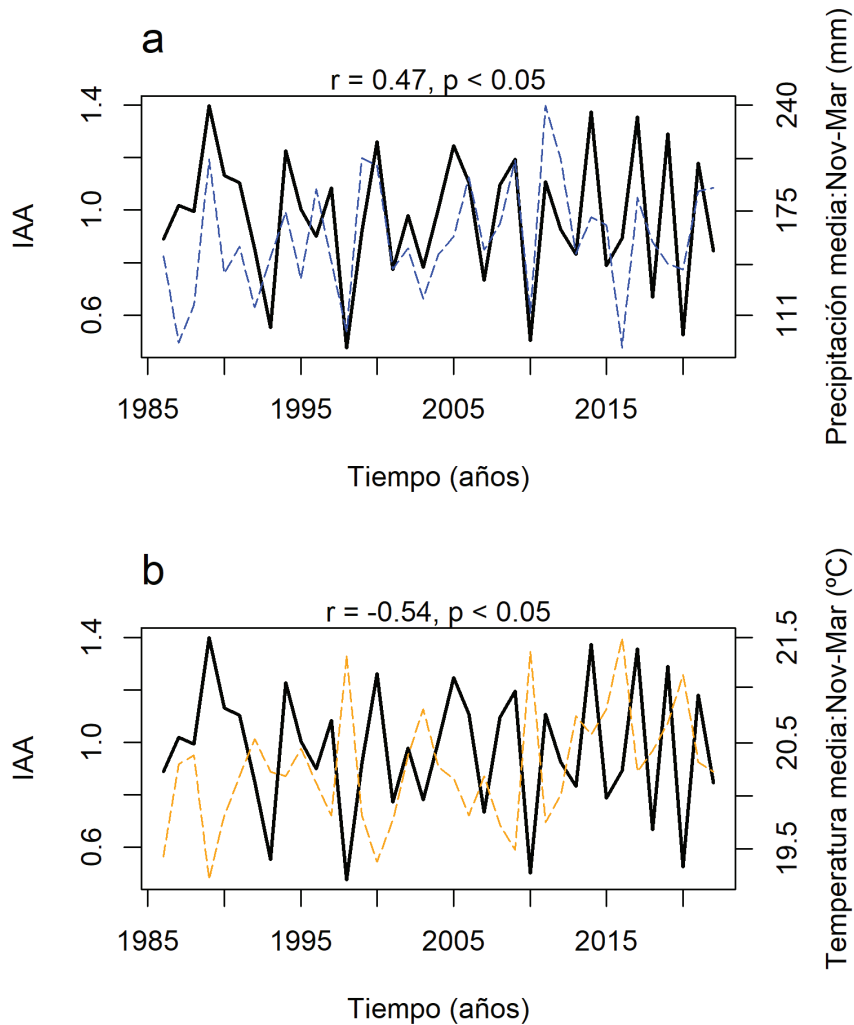 a
r = 0.47, p < 0.05
1.4
1.0
0.6
IAA
240
175
111
Precipitación media:Nov-Mar (mm)
1985
1995
2005
2015
Tiempo (años)
b
r = -0.54, p < 0.05
1.4
1.0
0.6
IAA
21.5
20.5
19.5
Temperatura media:Nov-Mar (ºC)
1985
1995
2005
2015
Tiempo (años)